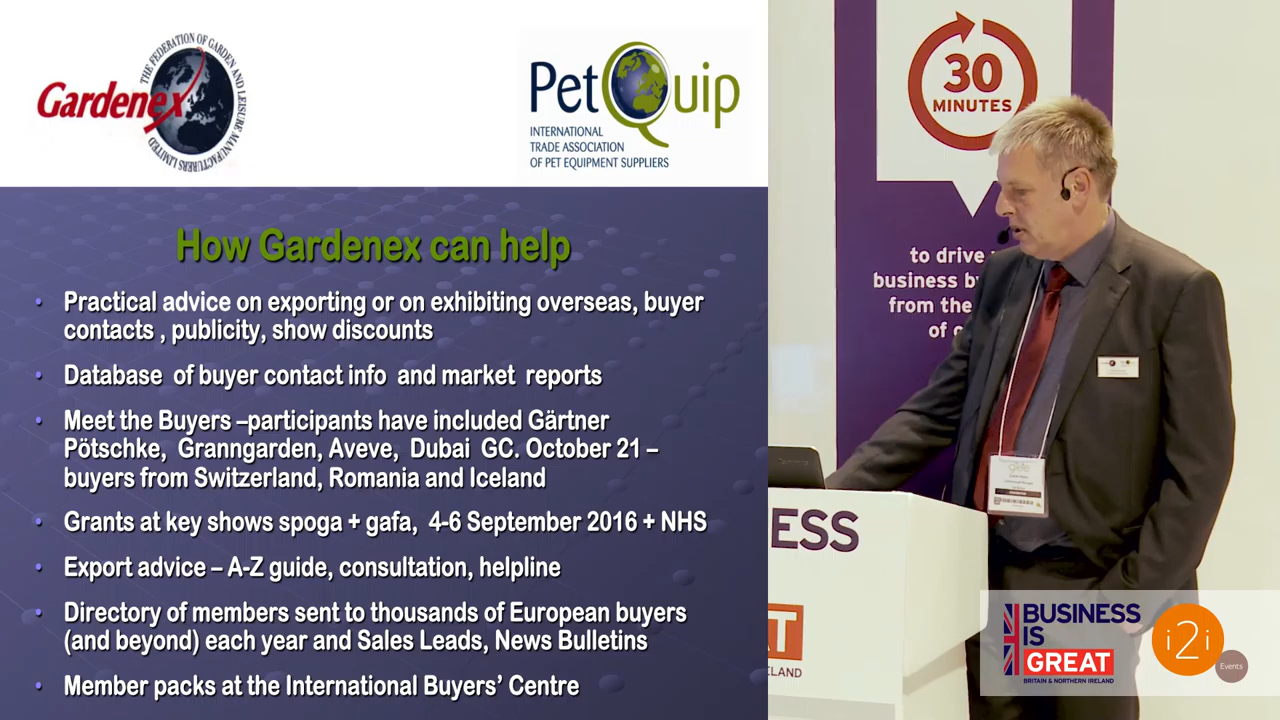 Gardenex
THE FEDERATION OF GARDEN AND LEISURE MANUFACTURERS LIMITED
PetQuip
INTERNATIONAL
TRADE ASSOCIATION
OF PET EQUIPMENT SUPPLIERS
How Gardenex can help
• Practical advice on exporting or on exhibiting overseas, buyer
contacts , publicity, show discounts
• Database of buyer contact info and market reports
• Meet the Buyers –participants have included Gärtner
Pötschke, Granngarden, Aveve, Dubai GC. October 21 –
buyers from Switzerland, Romania and Iceland
• Grants at key shows spoga + gafa, 4-6 September 2016 + NHS
• Export advice – A-Z guide, consultation, helpline
• Directory of members sent to thousands of European buyers
(and beyond) each year and Sales Leads, News Bulletins
• Member packs at the International Buyers' Centre
30
MINUTES
to drive
business b
from the
of
ESS
AT
ELAND
BUSINESS
IS
GREAT
BRITAIN & NORTHERN IRELAND
i2i
Events